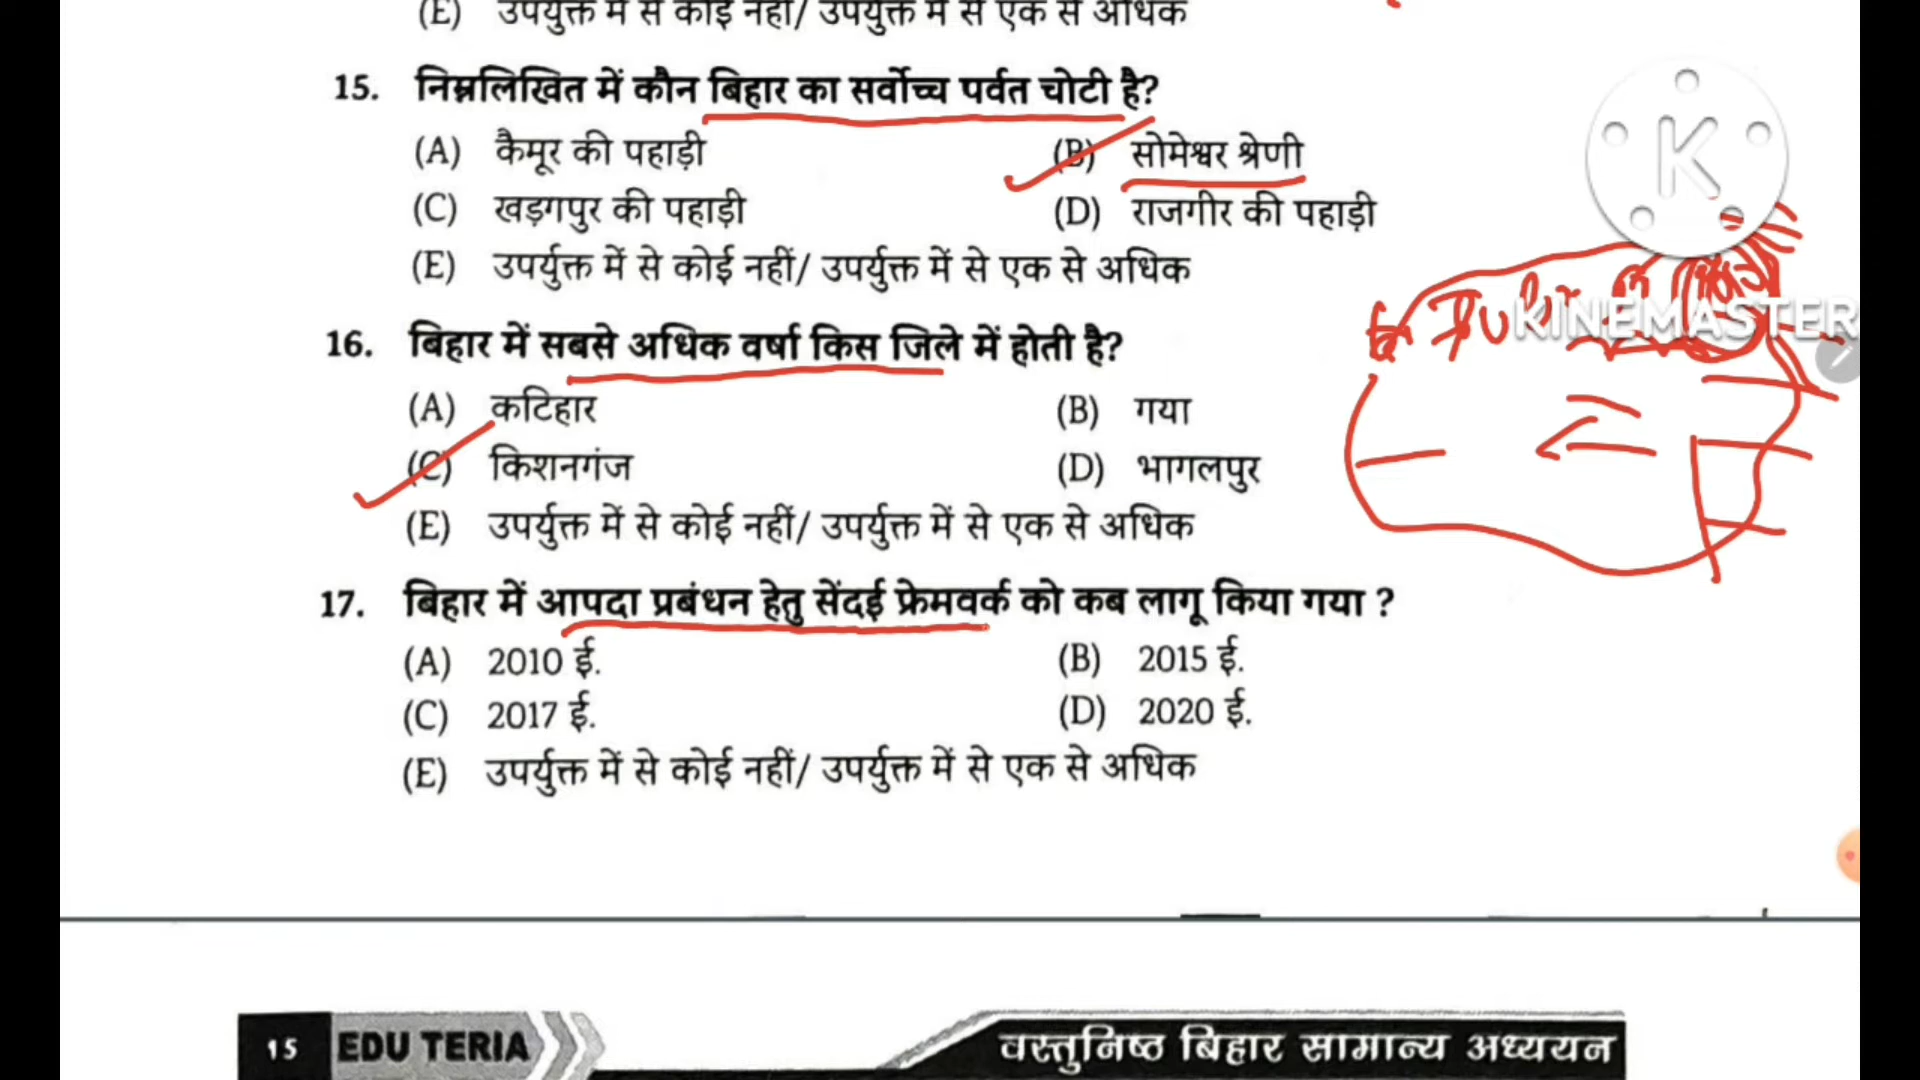 (E) उपर्युक्त में से कोई नहीं/ उपर्युक्त में से एक से अधिक
15. निम्नलिखित में कौन बिहार का सर्वोच्च पर्वत चोटी है?
(A) कैमूर की पहाड़ी (B) सोमेश्वर श्रेणी
(C) खड़गपुर की पहाड़ी (D) राजगीर की पहाड़ी
(E) उपर्युक्त में से कोई नहीं/ उपर्युक्त में से एक से अधिक
K
KINEMASTER
16. बिहार में सबसे अधिक वर्षा किस जिले में होती है?
(A) कटिहार (B) गया
(C) किशनगंज (D) भागलपुर
(E) उपर्युक्त में से कोई नहीं/ उपर्युक्त में से एक से अधिक
17. बिहार में आपदा प्रबंधन हेतु सेंदई फ्रेमवर्क को कब लागू किया गया ?
(A) 2010 ई. (B) 2015 ई.
(C) 2017 ई. (D) 2020 ई.
(E) उपर्युक्त में से कोई नहीं/ उपर्युक्त में से एक से अधिक
15 EDU TERIA वस्तुनिष्ठ बिहार सामान्य अध्ययन